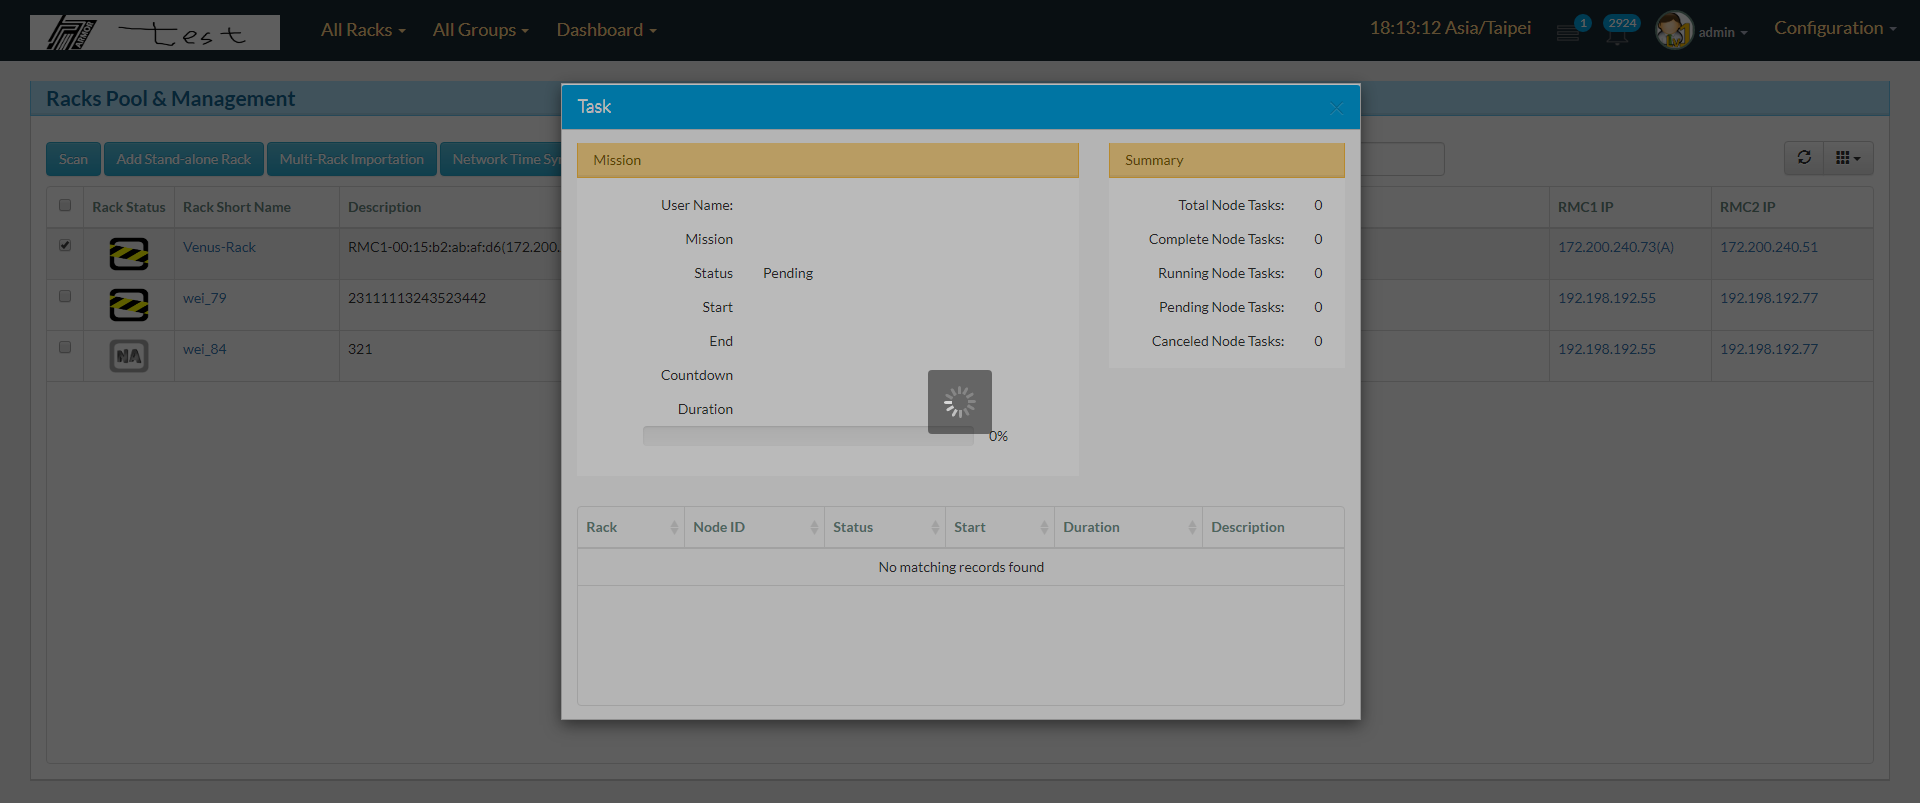 ARMOR test All Racks All Groups Dashboard 18:13:12 Asia/Taipei 1 2924 admin Configuration
Racks Pool & Management
Task
Scan Add Stand-alone Rack Multi-Rack Importation Network Time
Mission
Summary
User Name:
Mission
Status Pending
Start
End
Countdown
Duration
0%
Total Node Tasks: 0
Complete Node Tasks: 0
Running Node Tasks: 0
Pending Node Tasks: 0
Canceled Node Tasks: 0
Rack Status Rack Short Name Description RMC1 IP RMC2 IP
Venus-Rack RMC1-00:15:b2:ab:af:d6(172.200. 172.200.240.73(A) 172.200.240.51
wei_79 23111113243523442 192.198.192.55 192.198.192.77
NA wei_84 321 192.198.192.55 192.198.192.77
Rack Node ID Status Start Duration Description
No matching records found